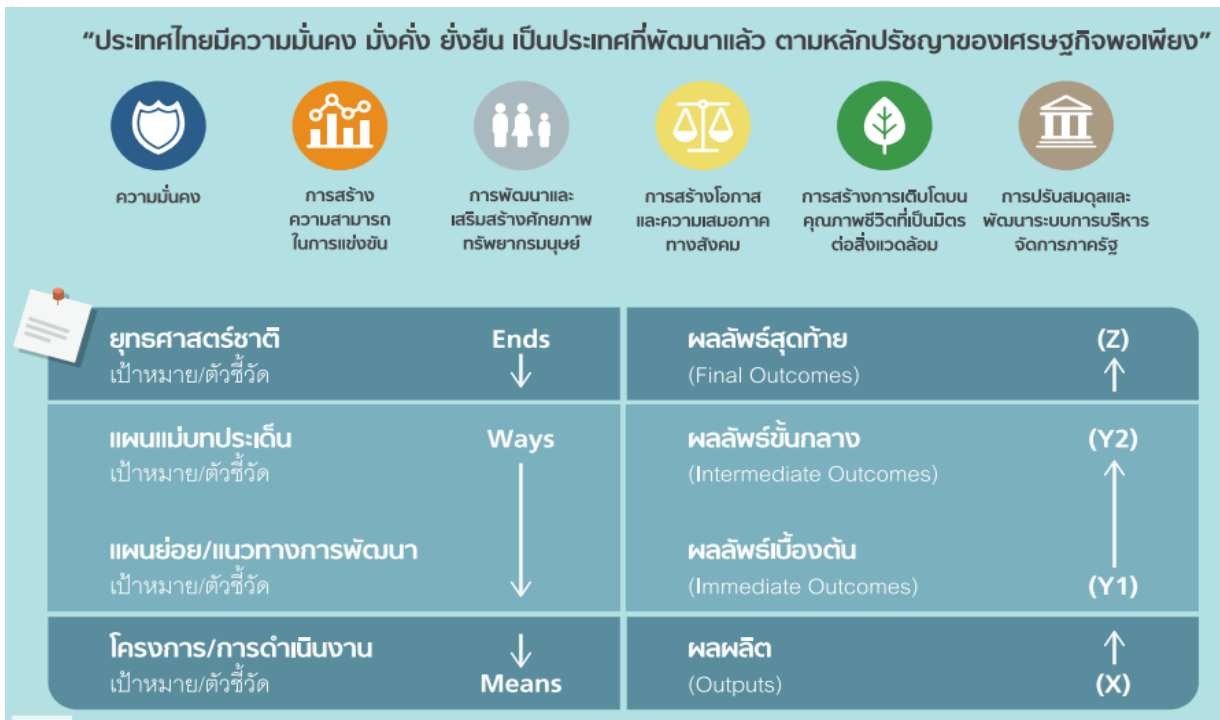 “ประเทศไทยมีความมั่นคง มั่งคั่ง ยั่งยืน เป็นประเทศที่พัฒนาแล้ว ตามหลักปรัชญาของเศรษฐกิจพอเพียง”
ความมั่นคง
การสร้าง
ความสามารถ
ในการแข่งขัน
การพัฒนาและ
เสริมสร้างศักยภาพ
ทรัพยากรมนุษย์
การสร้างโอกาส
และความเสมอภาค
ทางสังคม
การสร้างการเติบโตบน
คุณภาพชีวิตที่เป็นมิตร
ต่อสิ่งแวดล้อม
การปรับสมดุลและ
พัฒนาระบบการบริหาร
จัดการภาครัฐ
ยุทธศาสตร์ชาติ Ends ผลลัพธ์สุดท้าย (Z)
เป้าหมาย/ตัวชี้วัด (Final Outcomes)
แผนแม่บทประเด็น Ways ผลลัพธ์ขั้นกลาง (Y2)
เป้าหมาย/ตัวชี้วัด (Intermediate Outcomes)
แผนย่อย/แนวทางการพัฒนา ผลลัพธ์เบื้องต้น
เป้าหมาย/ตัวชี้วัด (Immediate Outcomes) (Y1)
โครงการ/การดำเนินงาน ผลผลิต
เป้าหมาย/ตัวชี้วัด Means (Outputs) (X)